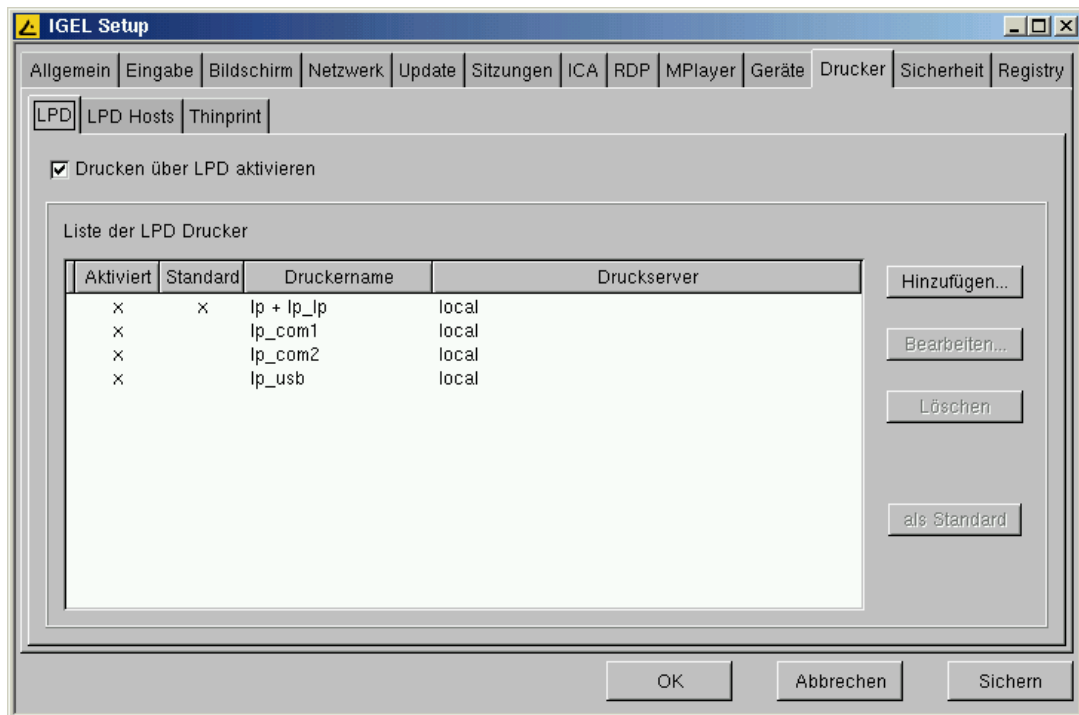 IGEL Setup
Allgemein Eingabe Bildschirm Netzwerk Update Sitzungen ICA RDP MPlayer Geräte Drucker Sicherheit Registry
LPD LPD Hosts Thinprint
Drucken über LPD aktivieren
Liste der LPD Drucker
Aktiviert Standard Druckername Druckserver
x x lp + lp_lp local
x lp_com1 local
x lp_com2 local
x lp_usb local
Hinzufügen...
Bearbeiten...
Löschen
als Standard
OK Abbrechen Sichern